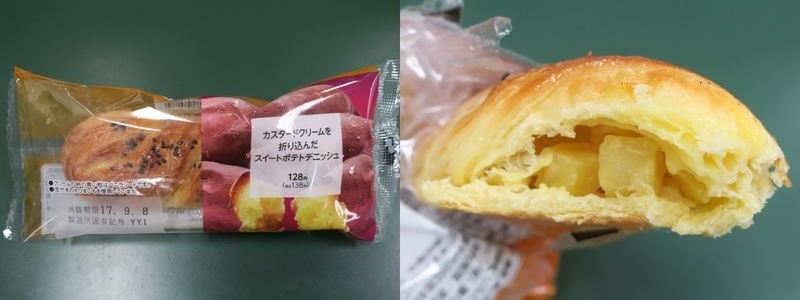 カスタードクリームを
折り込んだ
スイートポテトデニッシュ
128円
(税込138円)
消費期限17. 9. 8
製造所固有記号 YY1